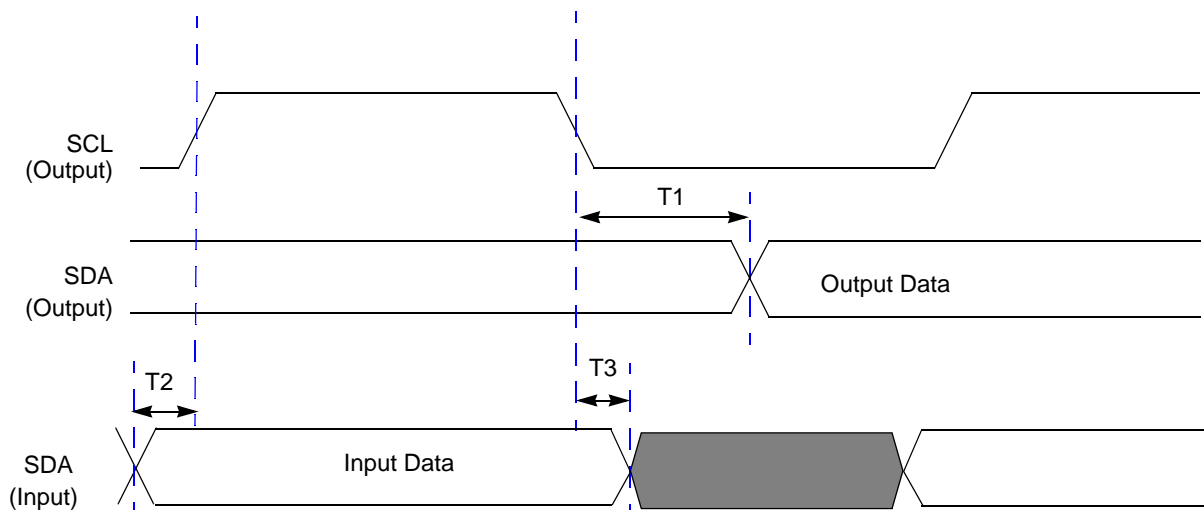 SCL
(Output)
T1
SDA
(Output)
Output Data
T2
T3
SDA
(Input)
Input Data